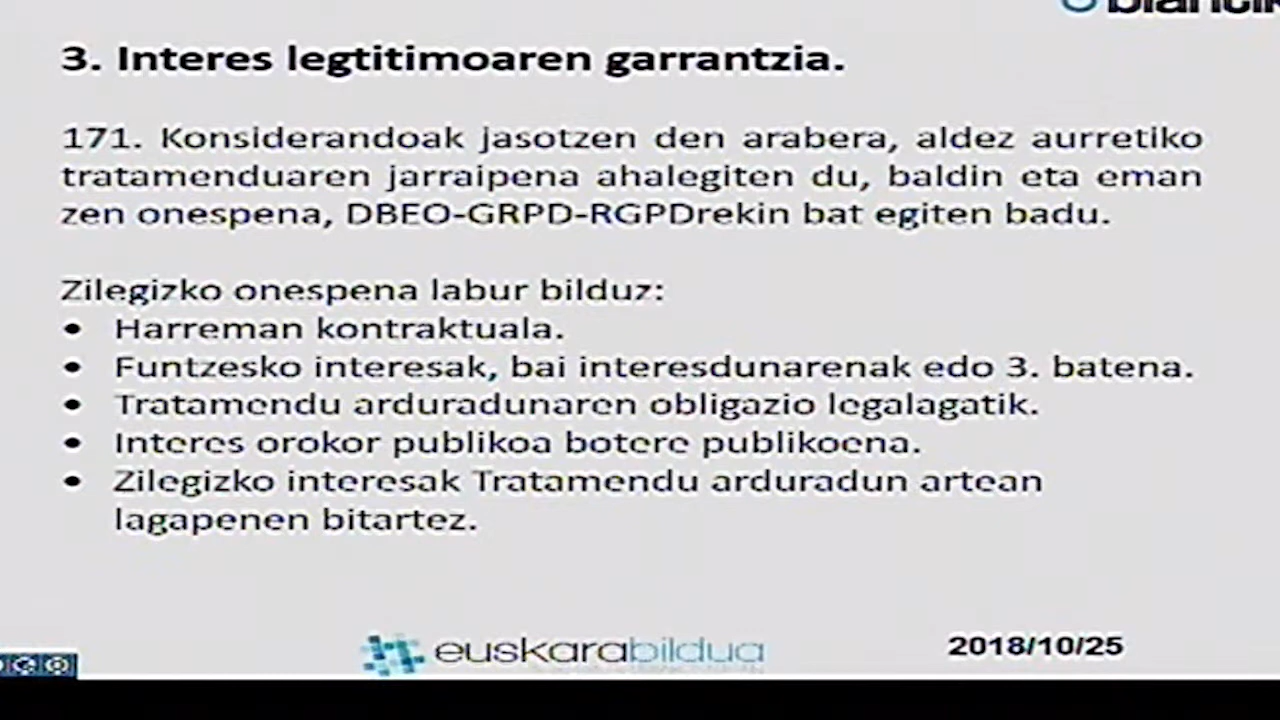 3. Interes legtitimoaren garrantzia.
171. Konsiderandoak jasotzen den arabera, aldez aurretiko
tratamenduaren jarraipena ahalegiten du, baldin eta eman
zen onespena, DBEO-GRPD-RGPDrekin bat egiten badu.
Zilegizko onespena labur bilduz:
• Harreman kontraktuala.
• Funtzesko interesak, bai interesdunarenak edo 3. batena.
• Tratamendu arduradunaren obligazio legalagatik.
• Interes orokor publikoa botere publikoena.
• Zilegizko interesak Tratamendu arduradun artean
lagapenen bitartez.
euskarabildua
2018/10/25